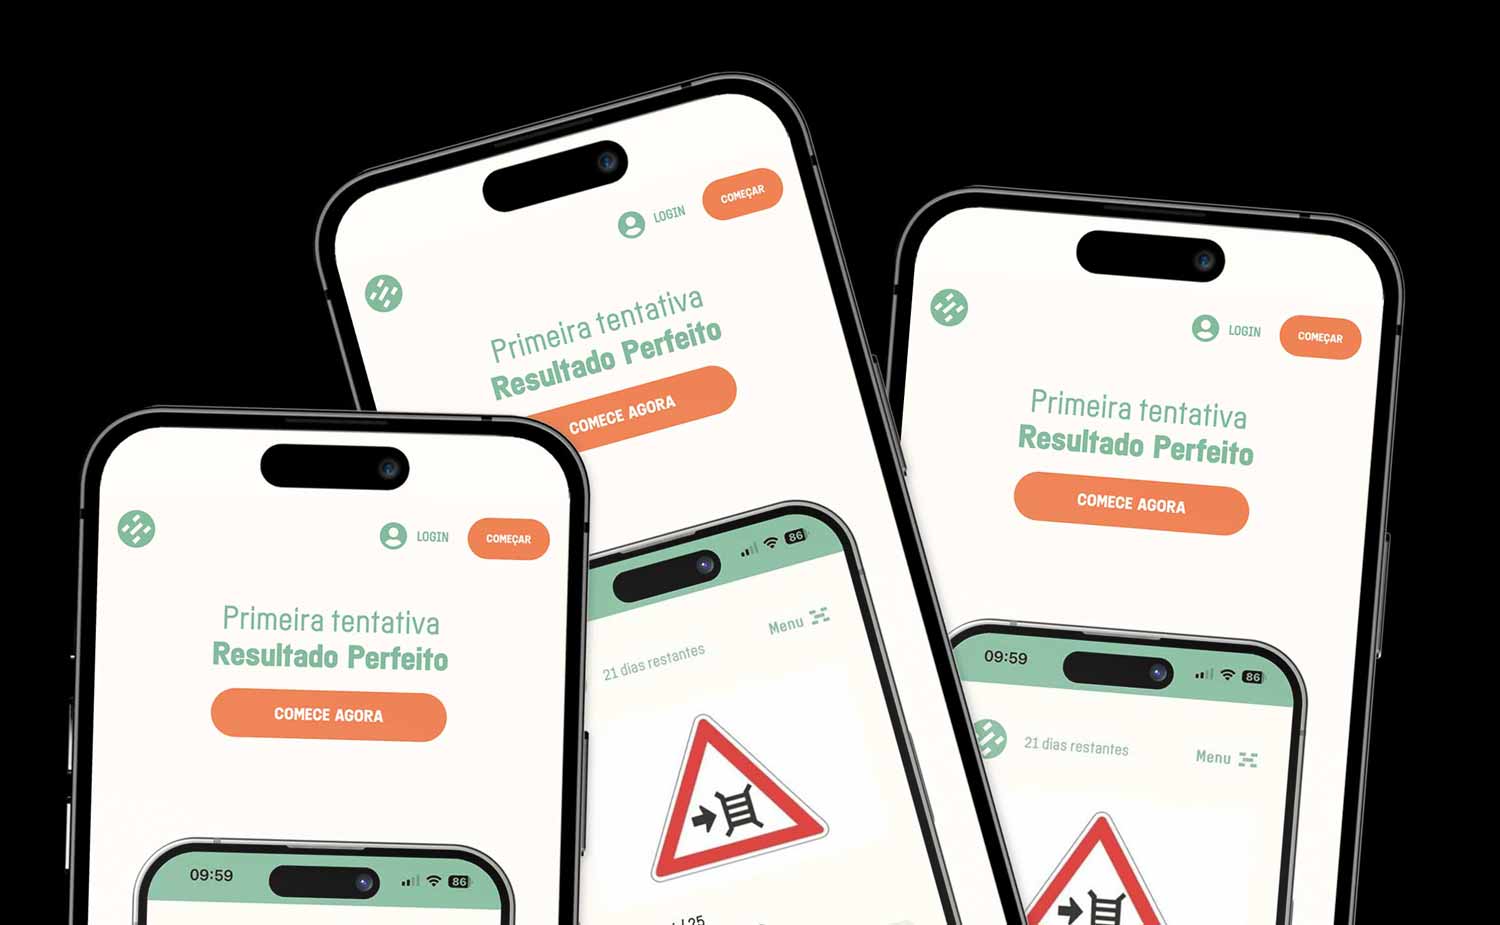 LOGIN
COMEÇAR
Primeira tentativa
Resultado Perfeito
COMECE AGORA
86
Menu
21 dias restantes
/ 25
LOGIN
COMEÇAR
Primeira tentativa
Resultado Perfeito
COMECE AGORA
09:59
86
21 dias restantes
Menu
LOGIN
COMEÇAR
Primeira tentativa
Resultado Perfeito
COMECE AGORA
09:59
86